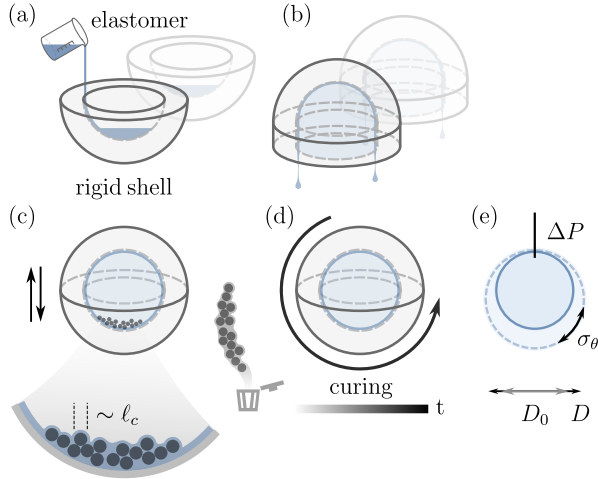 (a)
elastomer
(b)
rigid shell
(c)
(d)
(e)
ΔP
σ_θ
∼ ℓ_c
curing
t
D_0
D